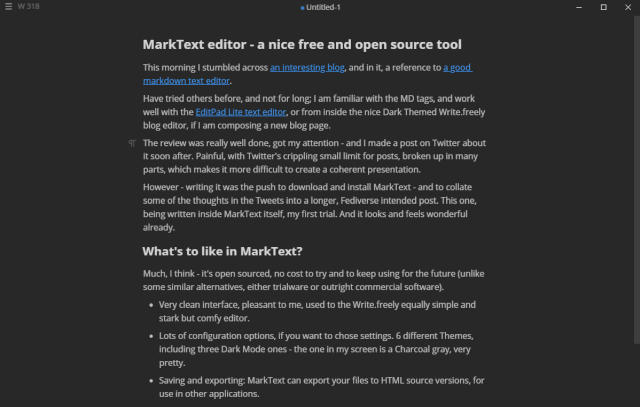 W 318
Untitled-1
MarkText editor - a nice free and open source tool
This morning I stumbled across an interesting blog, and in it, a reference to a good
markdown text editor.
Have tried others before, and not for long; I am familiar with the MD tags, and work
well with the EditPad Lite text editor, or from inside the nice Dark Themed Write.freely
blog editor, if I am composing a new blog page.
The review was really well done, got my attention - and I made a post on Twitter about
it soon after. Painful, with Twitter's crippling small limit for posts, broken up in many
parts, which makes it more difficult to create a coherent presentation.
However - writing it was the push to download and install MarkText - and to collate
some of the thoughts in the Tweets into a longer, Fediverse intended post. This one,
being written inside MarkText itself, my first trial. And it looks and feels wonderful
already.
What's to like in MarkText?
Much, I think - it's open sourced, no cost to try and to keep using for the future (unlike
some similar alternatives, either trialware or outright commercial software).
• Very clean interface, pleasant to me, used to the Write.freely equally simple and
stark but comfy editor.
• Lots of configuration options, if you want to chose settings. 6 different Themes,
including three Dark Mode ones - the one in my screen is a Charcoal gray, very
pretty.
• Saving and exporting: MarkText can export your files to HTML source versions, for
use in other applications.